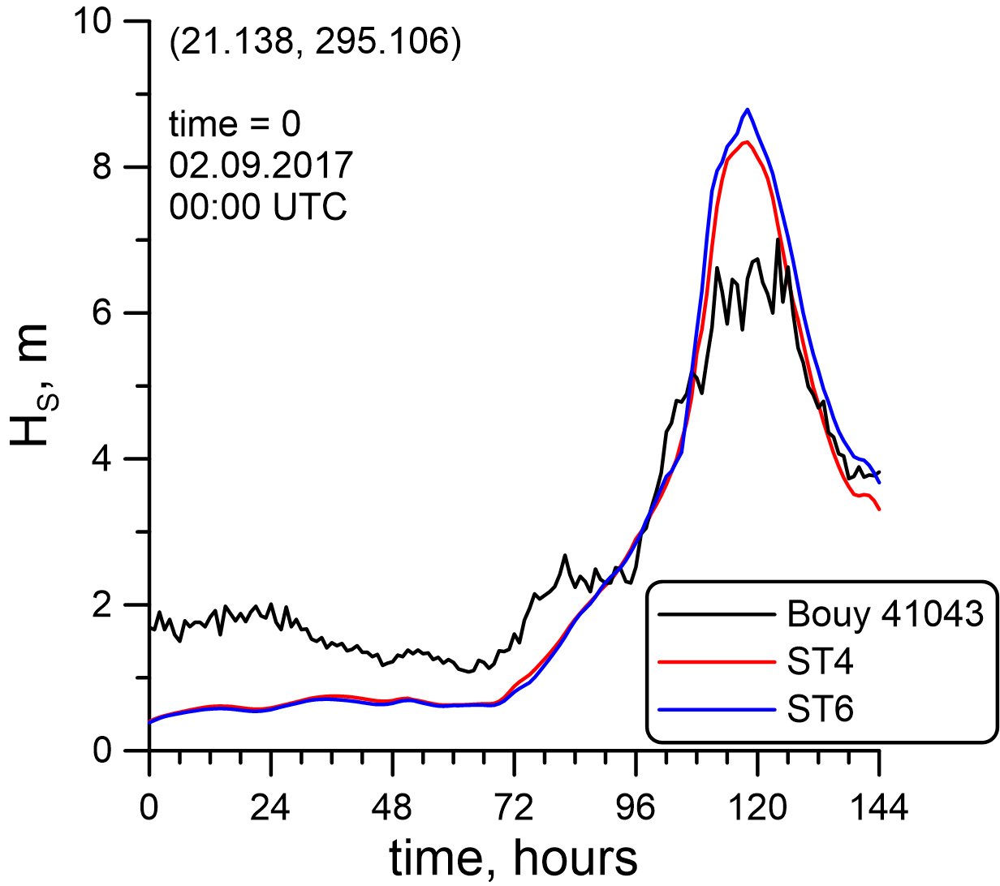 10
(21.138, 295.106)
time = 0
02.09.2017
00:00 UTC
8
6
4
2
0
H_S, m
Bouy 41043
ST4
ST6
0 24 48 72 96 120 144
time, hours